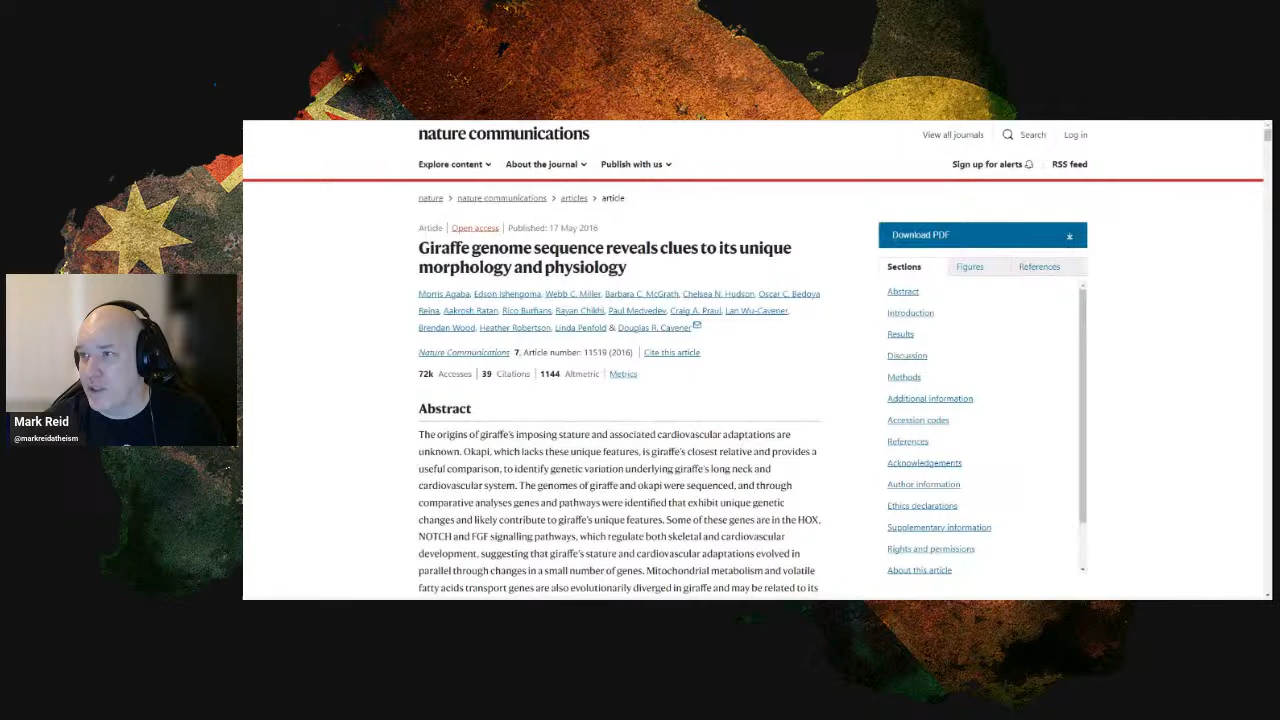 nature communications
View all journals
Search
Log in
Explore content
About the journal
Publish with us
Sign up for alerts
RSS feed
nature > nature communications > articles > article
Article | Open access | Published: 17 May 2016
Giraffe genome sequence reveals clues to its unique
morphology and physiology
Morris Agaba, Edson Ishengoma, Webb C. Miller, Barbara C. McGrath, Chelsea N. Hudson, Oscar C. Bedoya
Reina, Aakrosh Ratan, Rico Burhans, Rayan Chikhi, Paul Medvedev, Craig A. Praul, Lan Wu-Cavener,
Brendan Wood, Heather Robertson, Linda Penfold & Douglas R. Cavener
Nature Communications 7, Article number: 11519 (2016) | Cite this article
72k Accesses | 39 Citations | 1144 Altmetric | Metrics
Abstract
The origins of giraffe's imposing stature and associated cardiovascular adaptations are
unknown. Okapi, which lacks these unique features, is giraffe's closest relative and provides a
useful comparison, to identify genetic variation underlying giraffe's long neck and
cardiovascular system. The genomes of giraffe and okapi were sequenced, and through
comparative analyses genes and pathways were identified that exhibit unique genetic
changes and likely contribute to giraffe's unique features. Some of these genes are in the HOX,
NOTCH and FGF signalling pathways, which regulate both skeletal and cardiovascular
development, suggesting that giraffe's stature and cardiovascular adaptations evolved in
parallel through changes in a small number of genes. Mitochondrial metabolism and volatile
fatty acids transport genes are also evolutionarily diverged in giraffe and may be related to its
Download PDF
Sections
Figures
References
Abstract
Introduction
Results
Discussion
Methods
Additional information
Accession codes
References
Acknowledgements
Author information
Ethics declarations
Supplementary information
Rights and permissions
About this article
Mark Reid
@markreidatheism